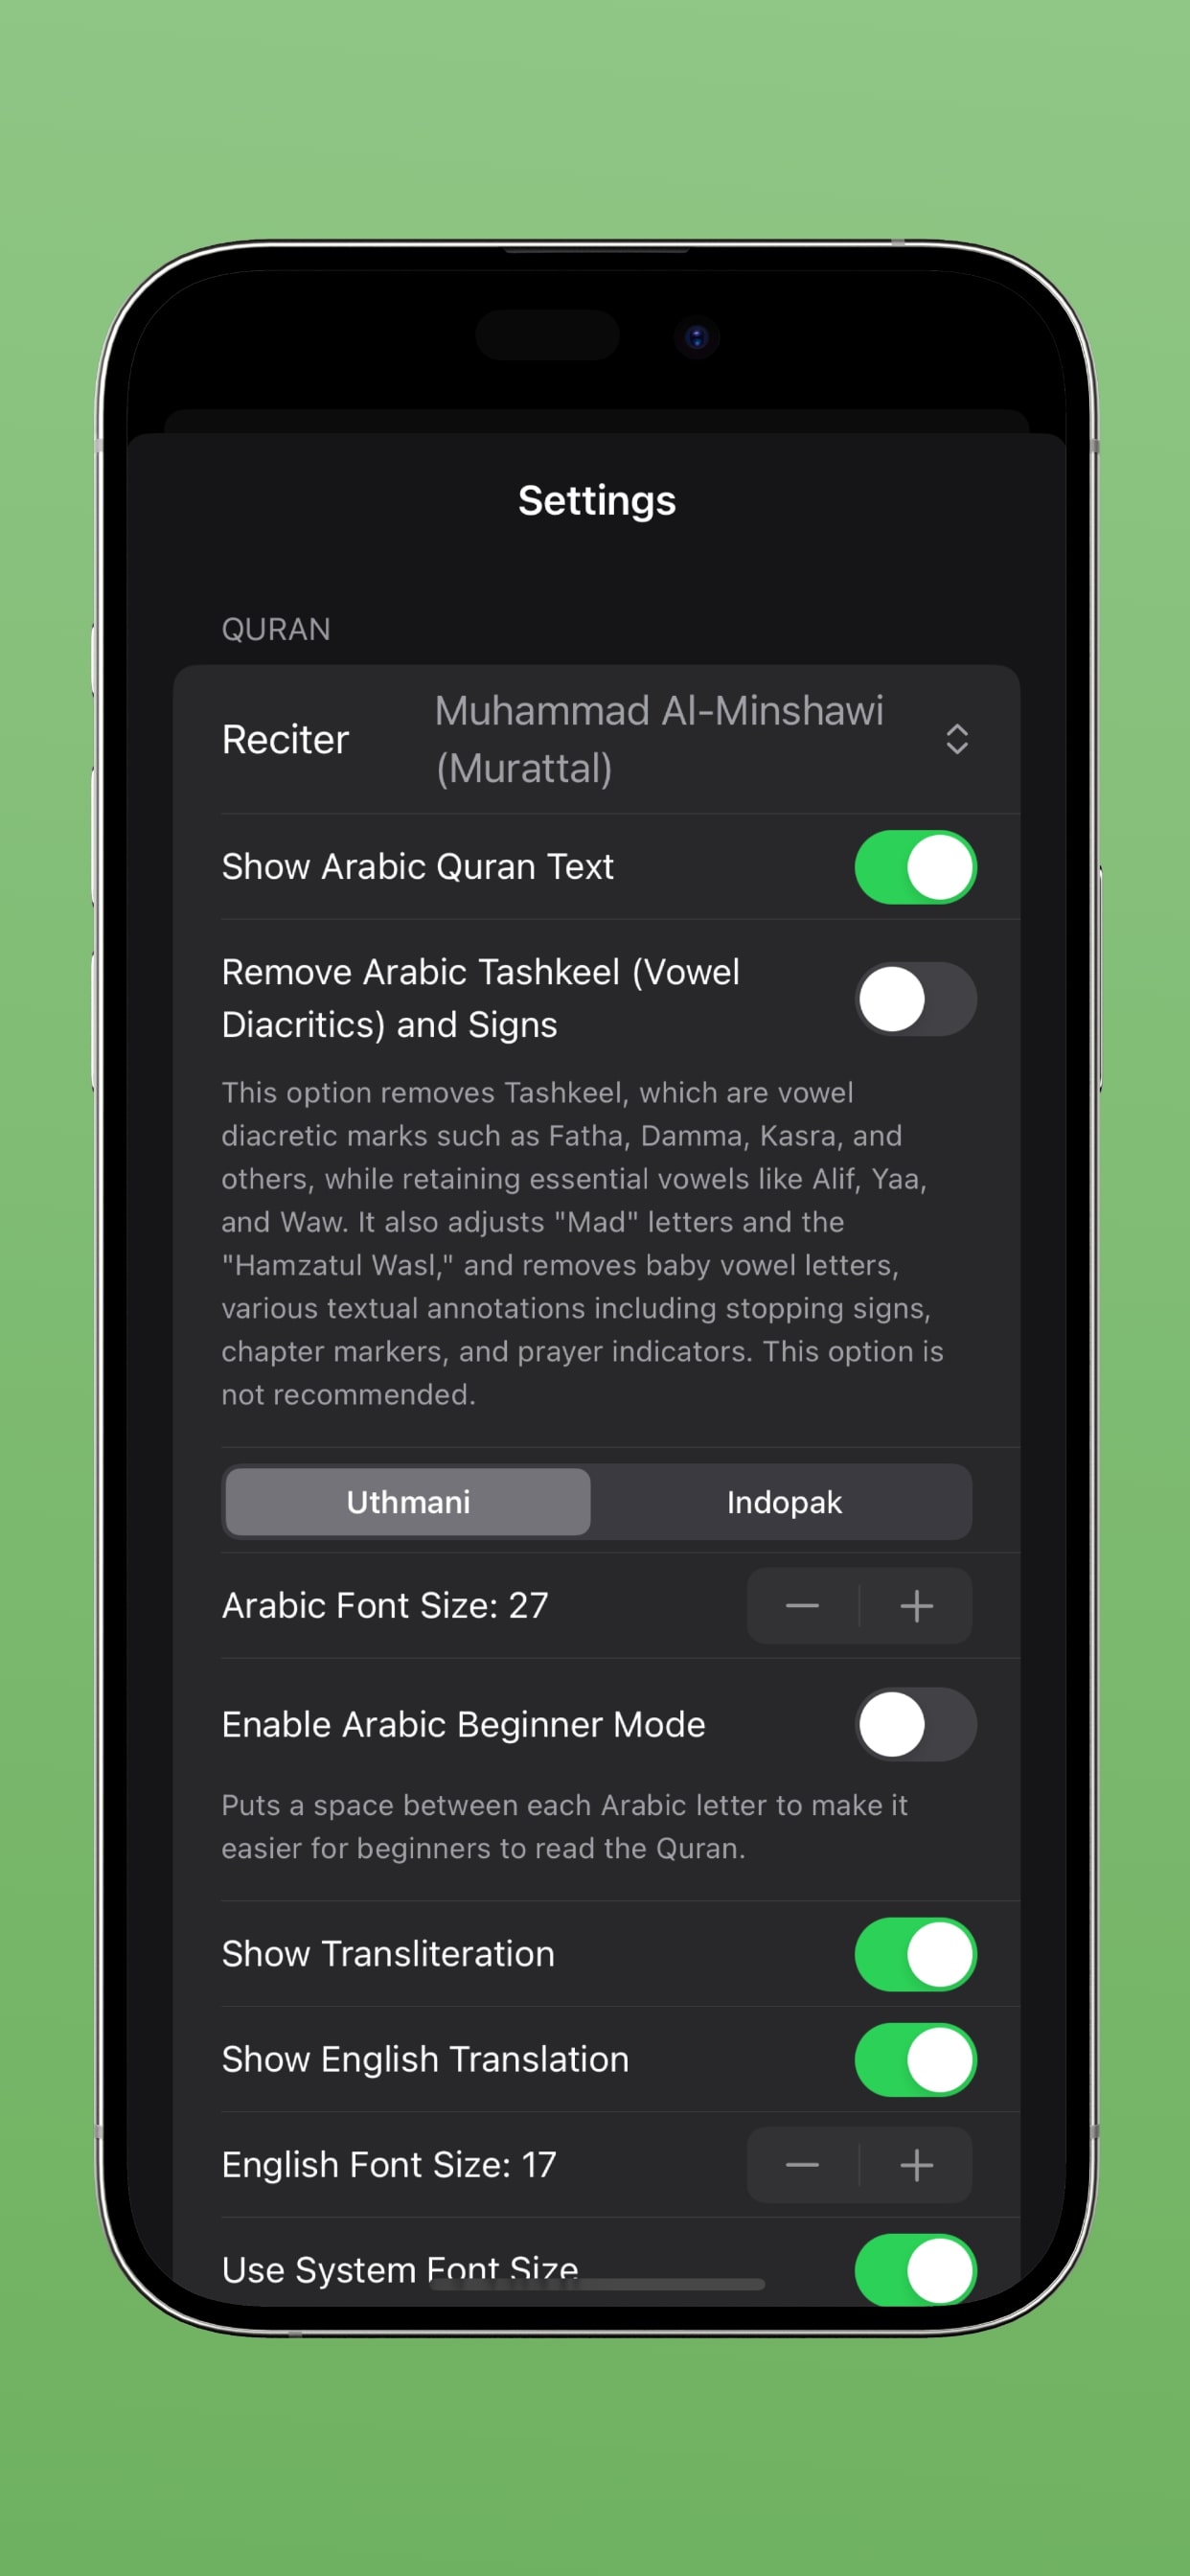 Settings
QURAN
Reciter
Muhammad Al-Minshawi
(Murattal)
Show Arabic Quran Text
Remove Arabic Tashkeel (Vowel
Diacritics) and Signs
This option removes Tashkeel, which are vowel
diacretic marks such as Fatha, Damma, Kasra, and
others, while retaining essential vowels like Alif, Yaa,
and Waw. It also adjusts "Mad" letters and the
"Hamzatul Wasl," and removes baby vowel letters,
various textual annotations including stopping signs,
chapter markers, and prayer indicators. This option is
not recommended.
Uthmani Indopak
Arabic Font Size: 27
Enable Arabic Beginner Mode
Puts a space between each Arabic letter to make it
easier for beginners to read the Quran.
Show Transliteration
Show English Translation
English Font Size: 17
Use System Font Size